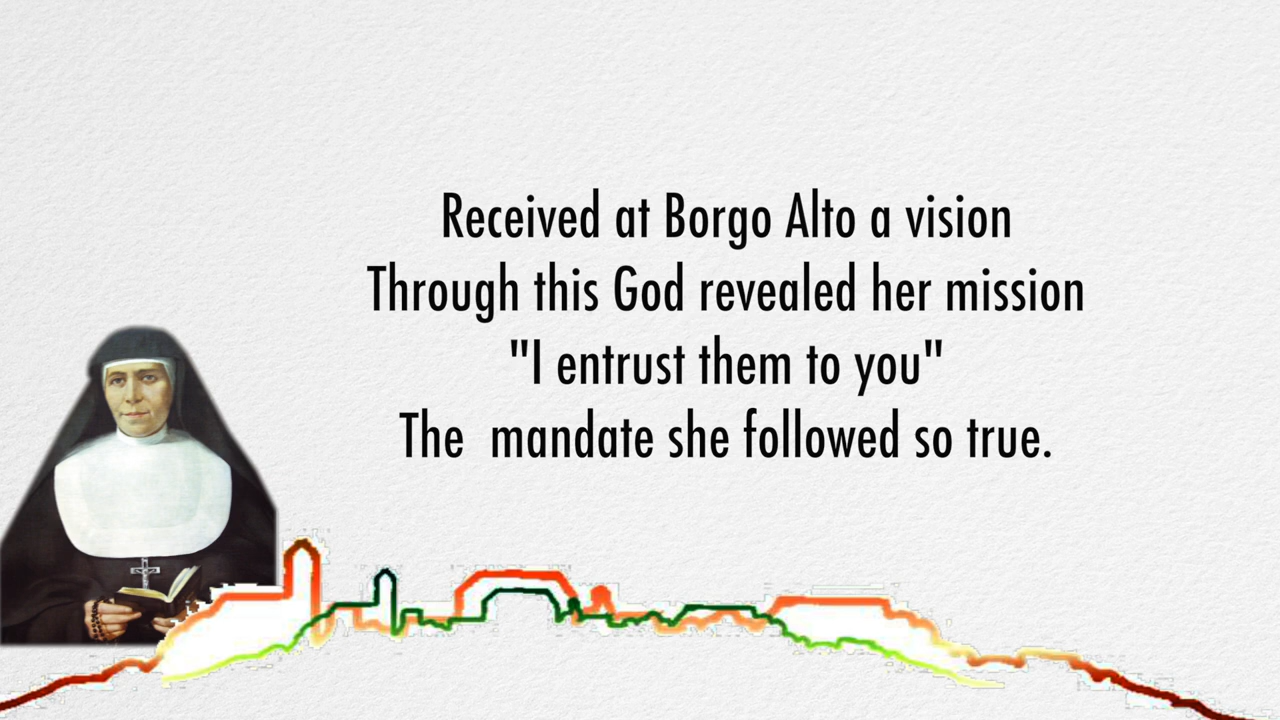 Received at Borgo Alto a vision
Through this God revealed her mission
"I entrust them to you"
The  mandate she followed so true.